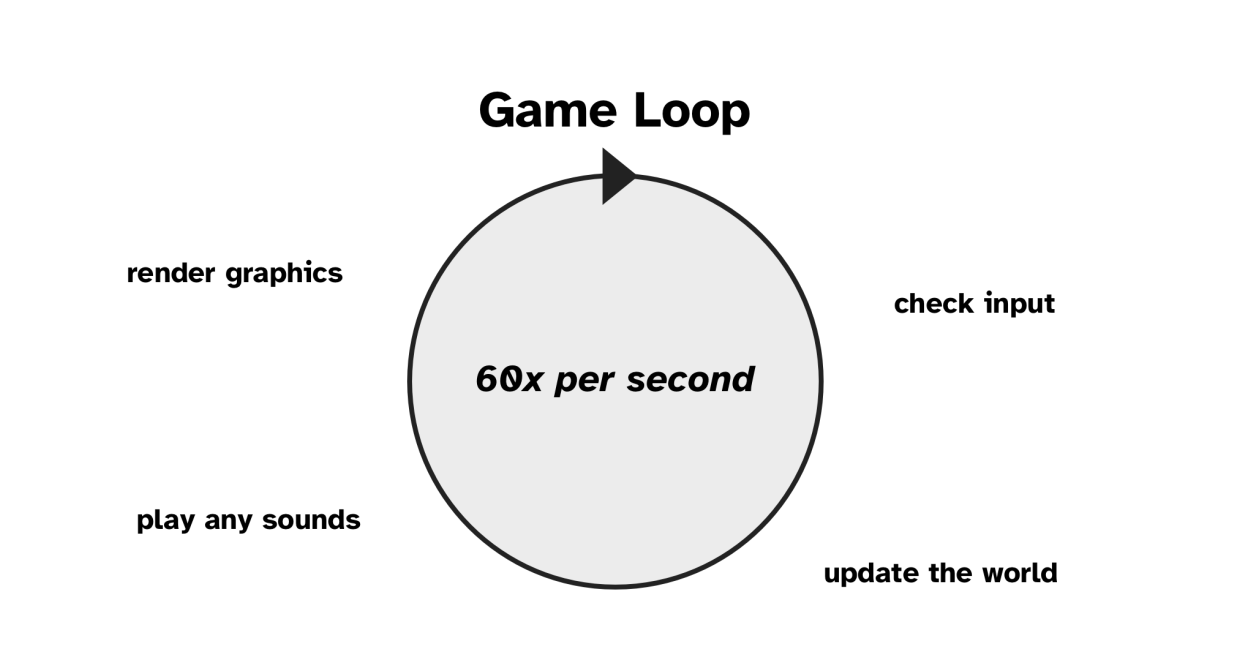 Game Loop
render graphics
check input
60x per second
play any sounds
update the world